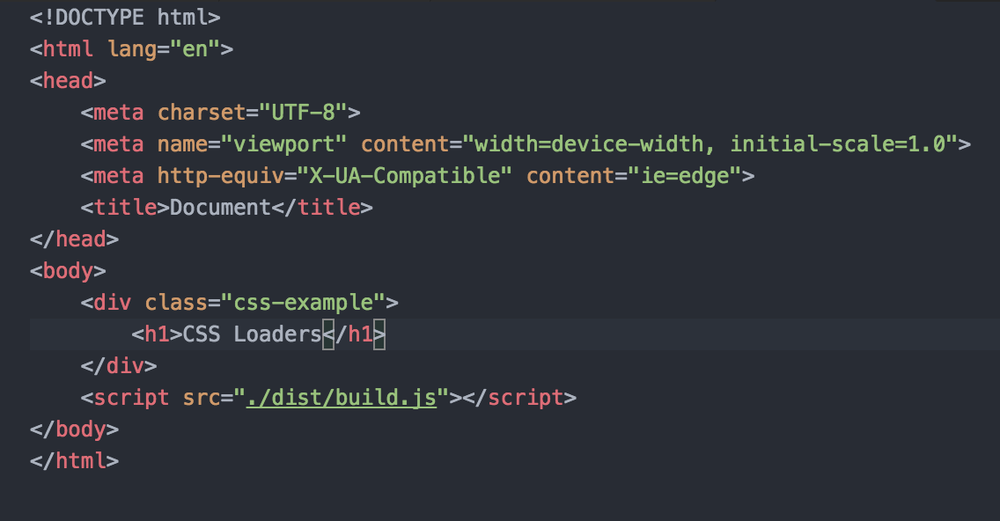 <!DOCTYPE html>
<html lang="en">
<head>
    <meta charset="UTF-8">
    <meta name="viewport" content="width=device-width, initial-scale=1.0">
    <meta http-equiv="X-UA-Compatible" content="ie=edge">
    <title>Document</title>
</head>
<body>
    <div class="css-example">
        <h1>CSS Loaders</h1>
    </div>
    <script src="./dist/build.js"></script>
</body>
</html>